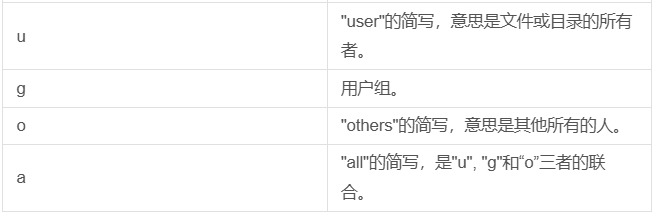 u
"user"的简写，意思是文件或目录的所有
者。
g
用户组。
o
"others"的简写，意思是其他所有的人。
a
"all"的简写，是"u", "g"和“o”三者的联
合。